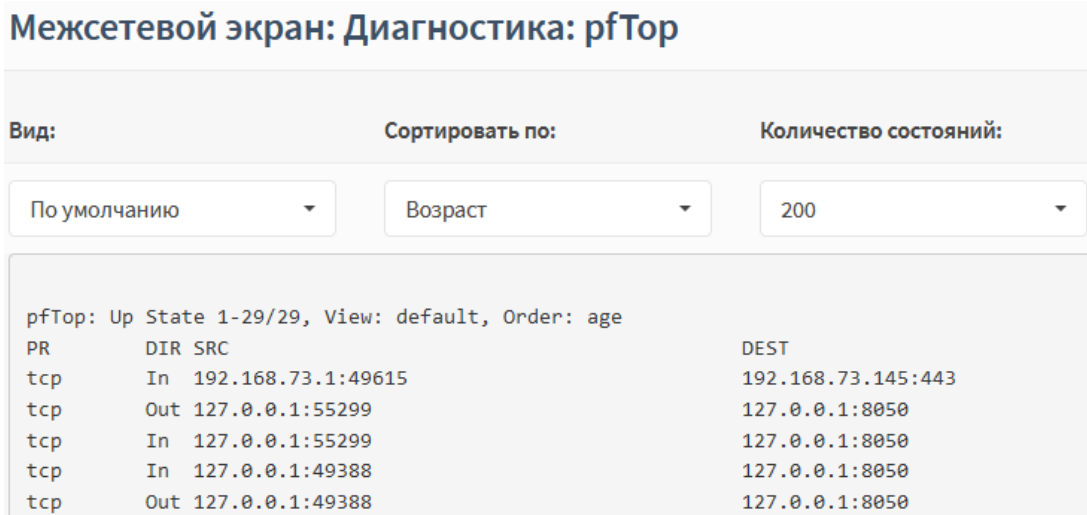 Межсетевой экран: Диагностика: pfTop
Вид: Сортировать по: Количество состояний:
По умолчанию Возраст 200
pfTop: Up State 1-29/29, View: default, Order: age
PR DIR SRC DEST
tcp In 192.168.73.1:49615 192.168.73.145:443
tcp Out 127.0.0.1:55299 127.0.0.1:8050
tcp In 127.0.0.1:55299 127.0.0.1:8050
tcp In 127.0.0.1:49388 127.0.0.1:8050
tcp Out 127.0.0.1:49388 127.0.0.1:8050